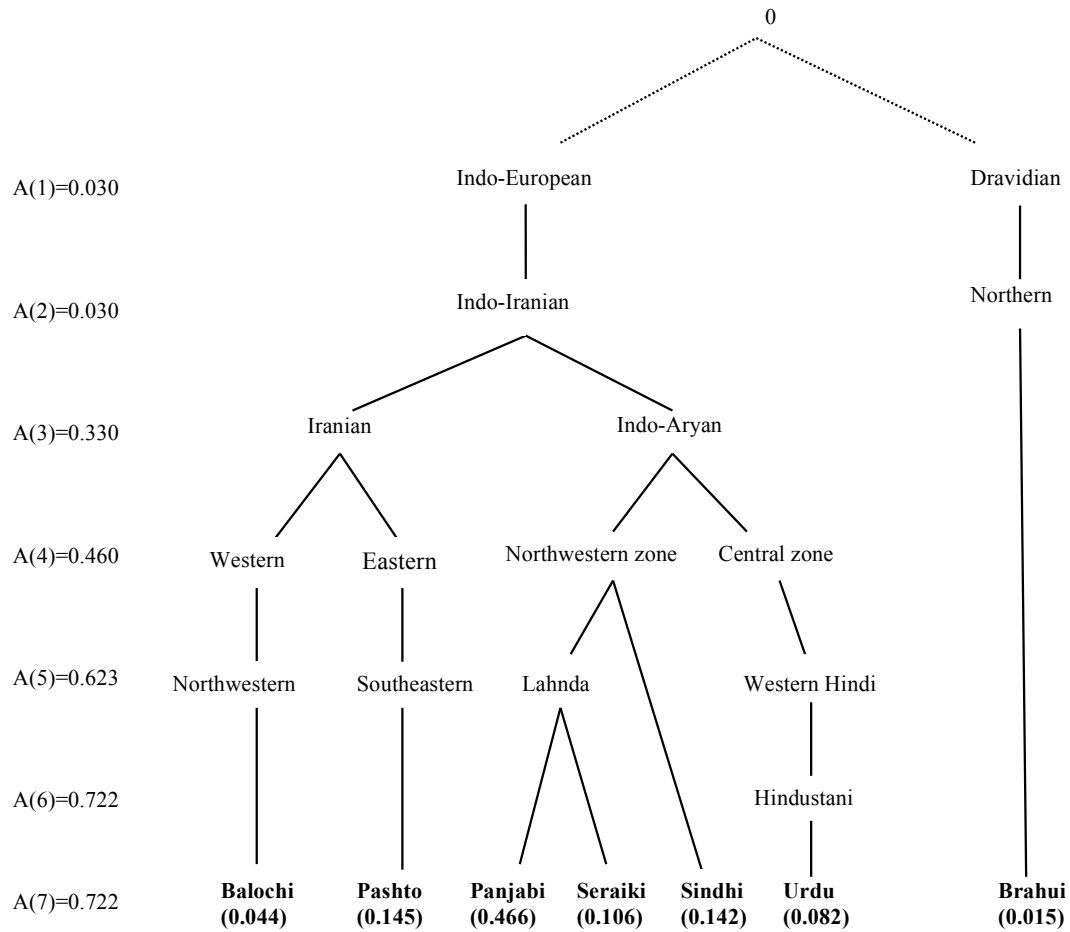 0
A(1)=0.030 Indo-European Dravidian
A(2)=0.030 Indo-Iranian Northern
A(3)=0.330 Iranian Indo-Aryan
A(4)=0.460 Western Eastern Northwestern zone Central zone
A(5)=0.623 Northwestern Southeastern Lahnda Western Hindi
A(6)=0.722 Hindustani
A(7)=0.722 Balochi Pashto Panjabi Seraiki Sindhi Urdu Brahui
(0.044) (0.145) (0.466) (0.106) (0.142) (0.082) (0.015)